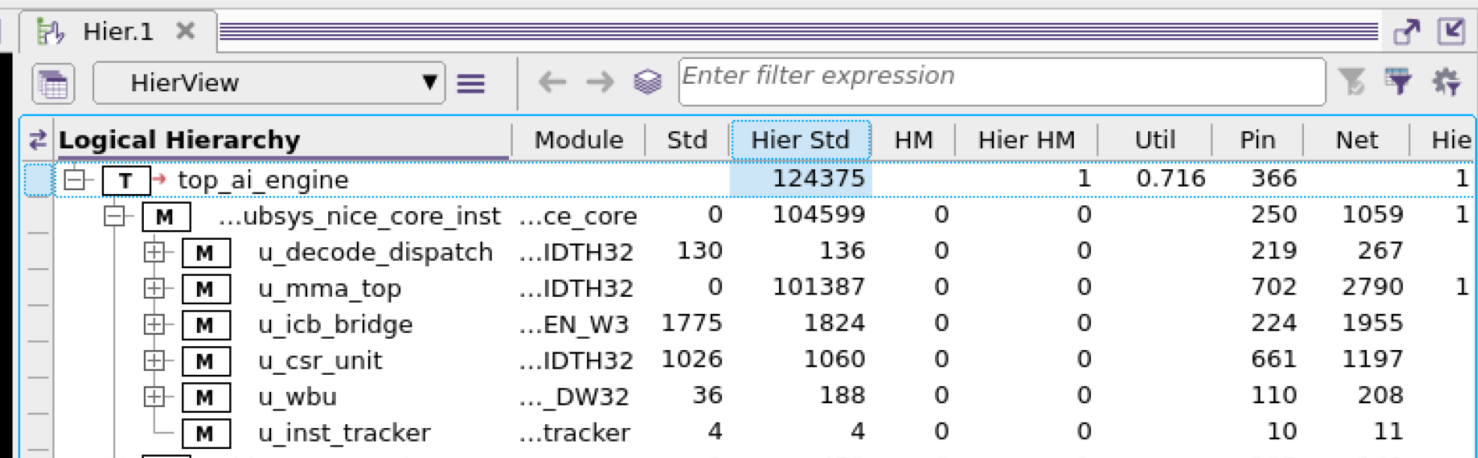 Hier.1
HierView Enter filter expression
Logical Hierarchy Module Std Hier Std HM Hier HM Util Pin Net Hie
T top_ai_engine 124375 1 0.716 366 1
M ...ubsys_nice_core_inst ...ce_core 0 104599 0 0 250 1059 1
M u_decode_dispatch ...IDTH32 130 136 0 0 219 267
M u_mma_top ...IDTH32 0 101387 0 0 702 2790 1
M u_icb_bridge ...EN_W3 1775 1824 0 0 224 1955
M u_csr_unit ...IDTH32 1026 1060 0 0 661 1197
M u_wbu ..._DW32 36 188 0 0 110 208
M u_inst_tracker ...tracker 4 4 0 0 10 11